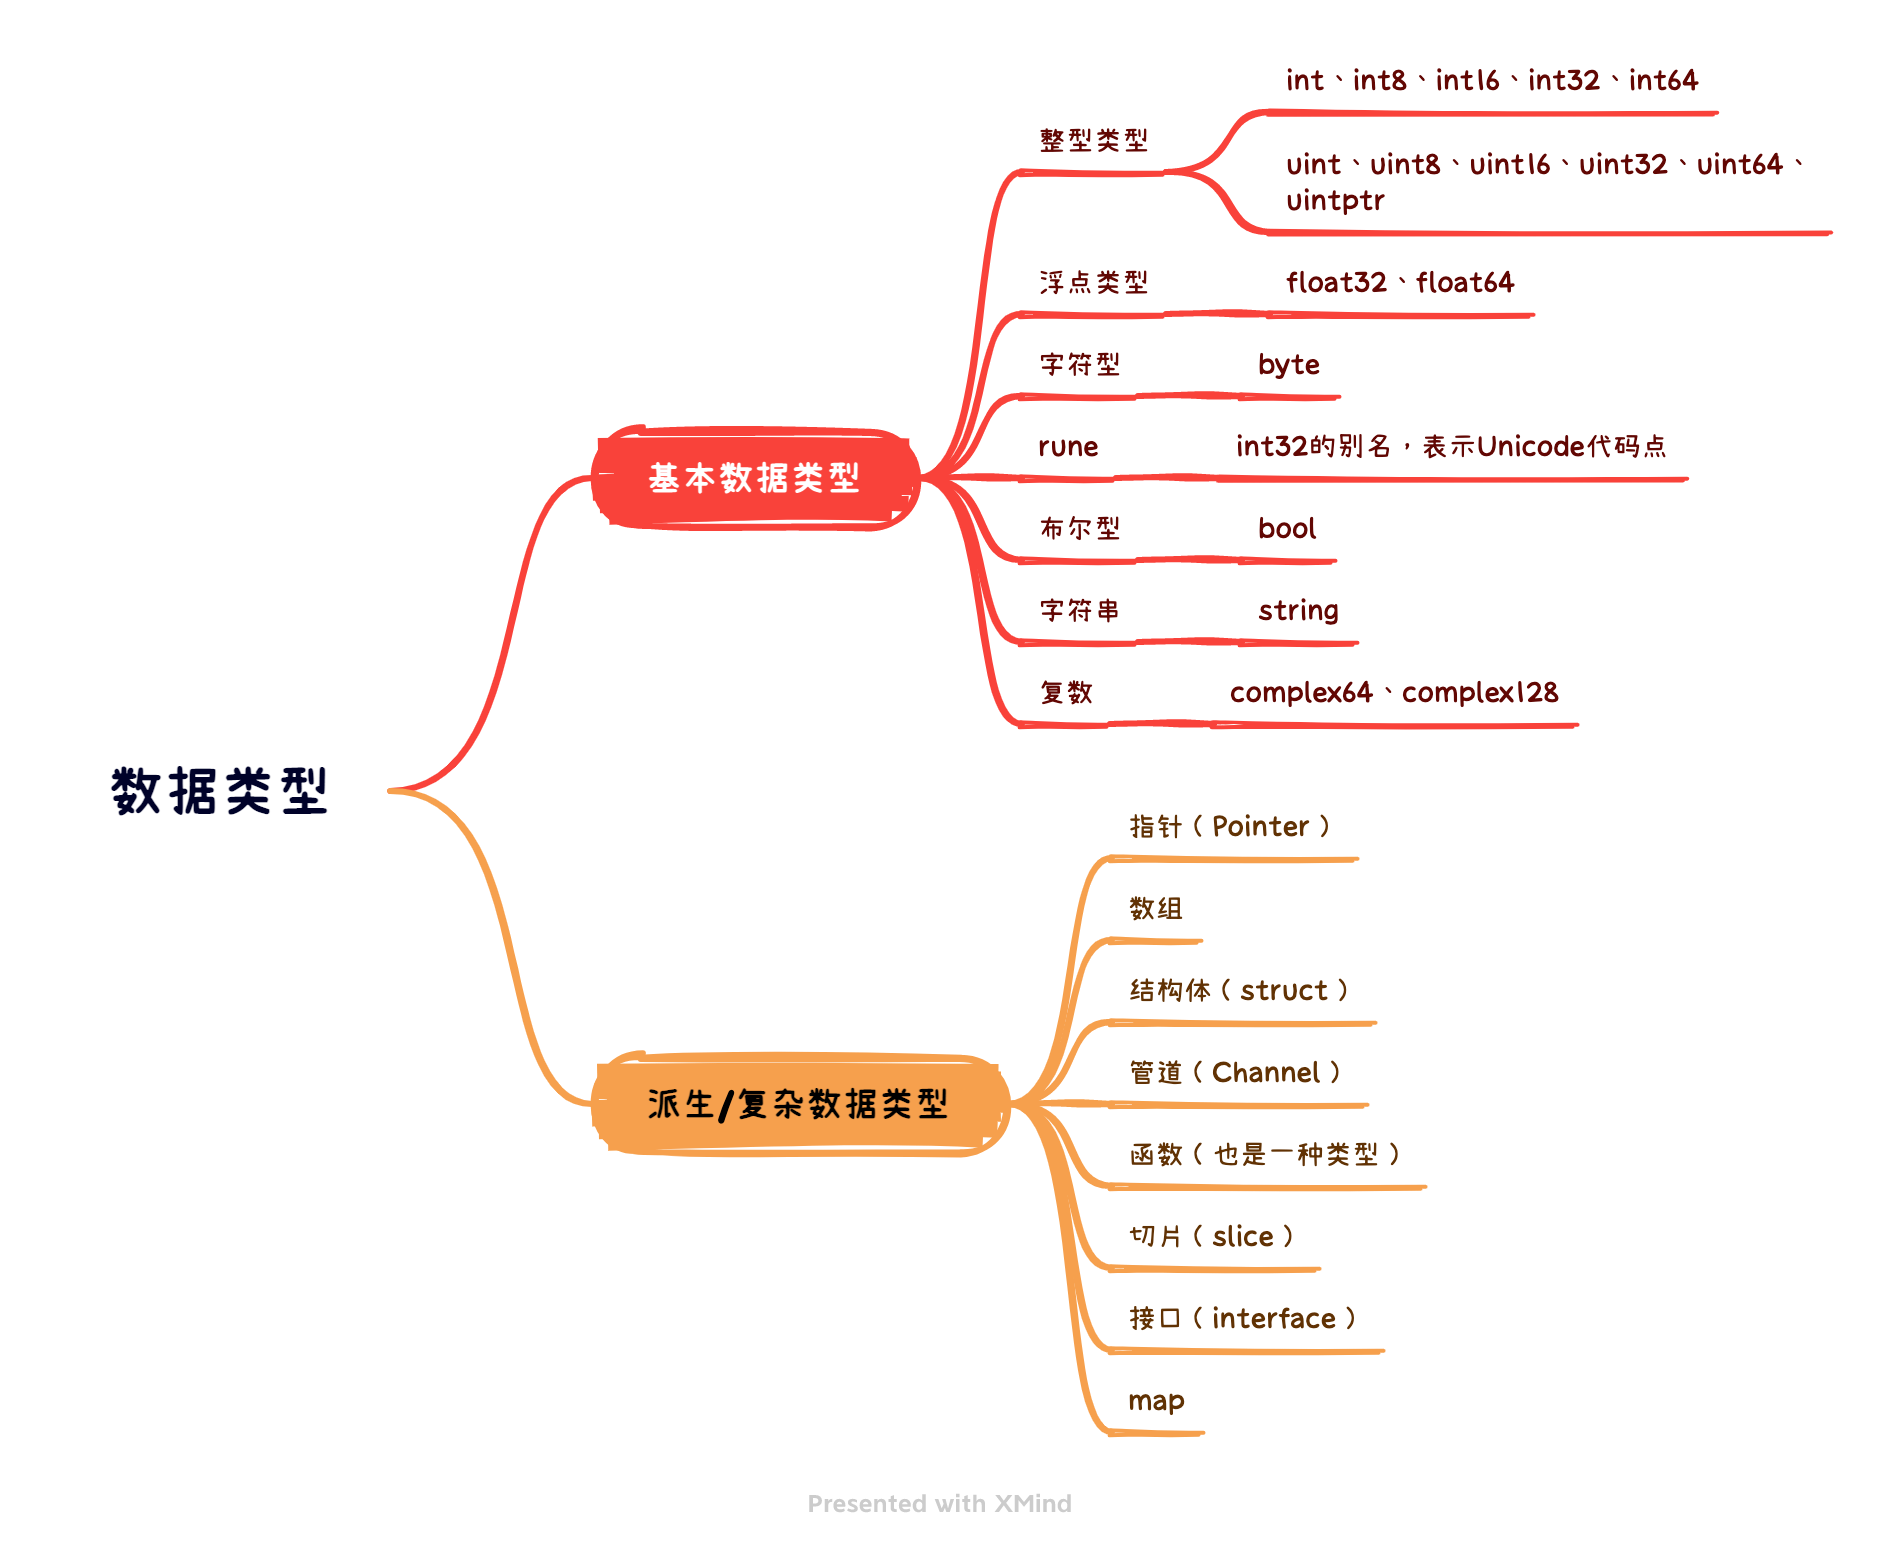 数据类型
基本数据类型
整型类型
int、int8、int16、int32、int64
uint、uint8、uint16、uint32、uint64、
uintptr
浮点类型
float32、float64
字符型
byte
rune
int32的别名，表示Unicode代码点
布尔型
bool
字符串
string
复数
complex64、complex128
派生/复杂数据类型
指针（Pointer）
数组
结构体（struct）
管道（Channel）
函数（也是一种类型）
切片（slice）
接口（interface）
map
Presented with XMind